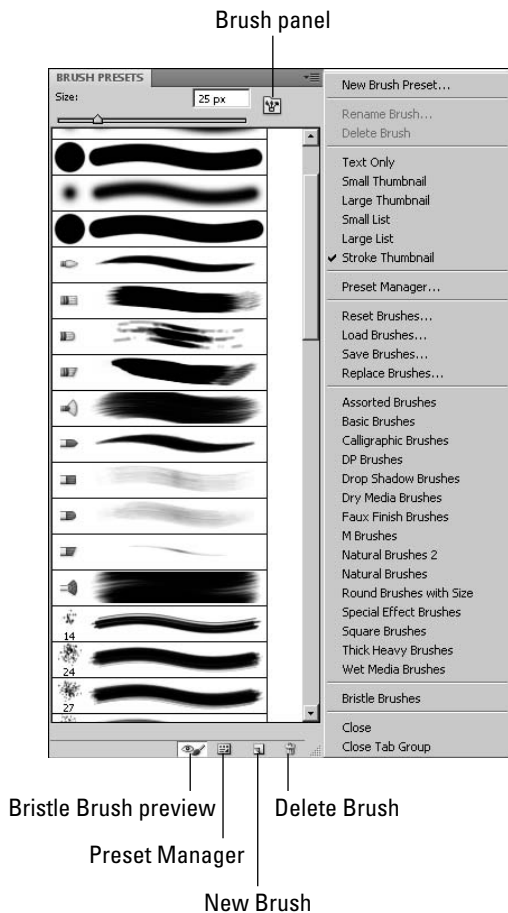 Brush panel
BRUSH PRESETS
Size:
25 px
14
24
27
New Brush Preset...
Rename Brush...
Delete Brush
Text Only
Small Thumbnail
Large Thumbnail
Small List
Large List
Stroke Thumbnail
Preset Manager...
Reset Brushes...
Load Brushes...
Save Brushes...
Replace Brushes...
Assorted Brushes
Basic Brushes
Calligraphic Brushes
DP Brushes
Drop Shadow Brushes
Dry Media Brushes
Faux Finish Brushes
M Brushes
Natural Brushes 2
Natural Brushes
Round Brushes with Size
Special Effect Brushes
Square Brushes
Thick Heavy Brushes
Wet Media Brushes
Bristle Brushes
Close
Close Tab Group
Bristle Brush preview
Delete Brush
Preset Manager
New Brush